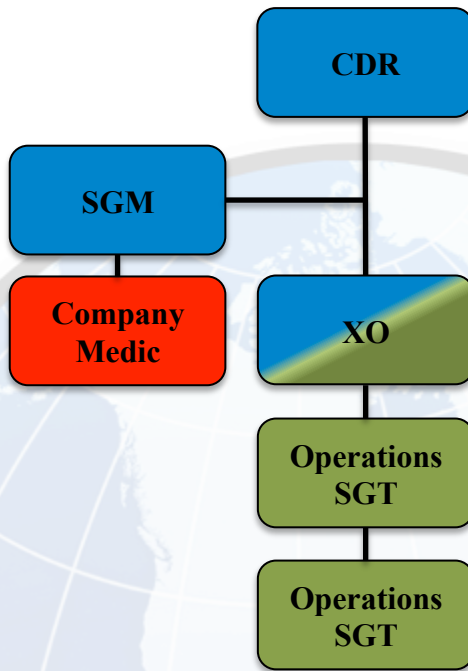 CDR
SGM
Company
Medic
XO
Operations
SGT
Operations
SGT